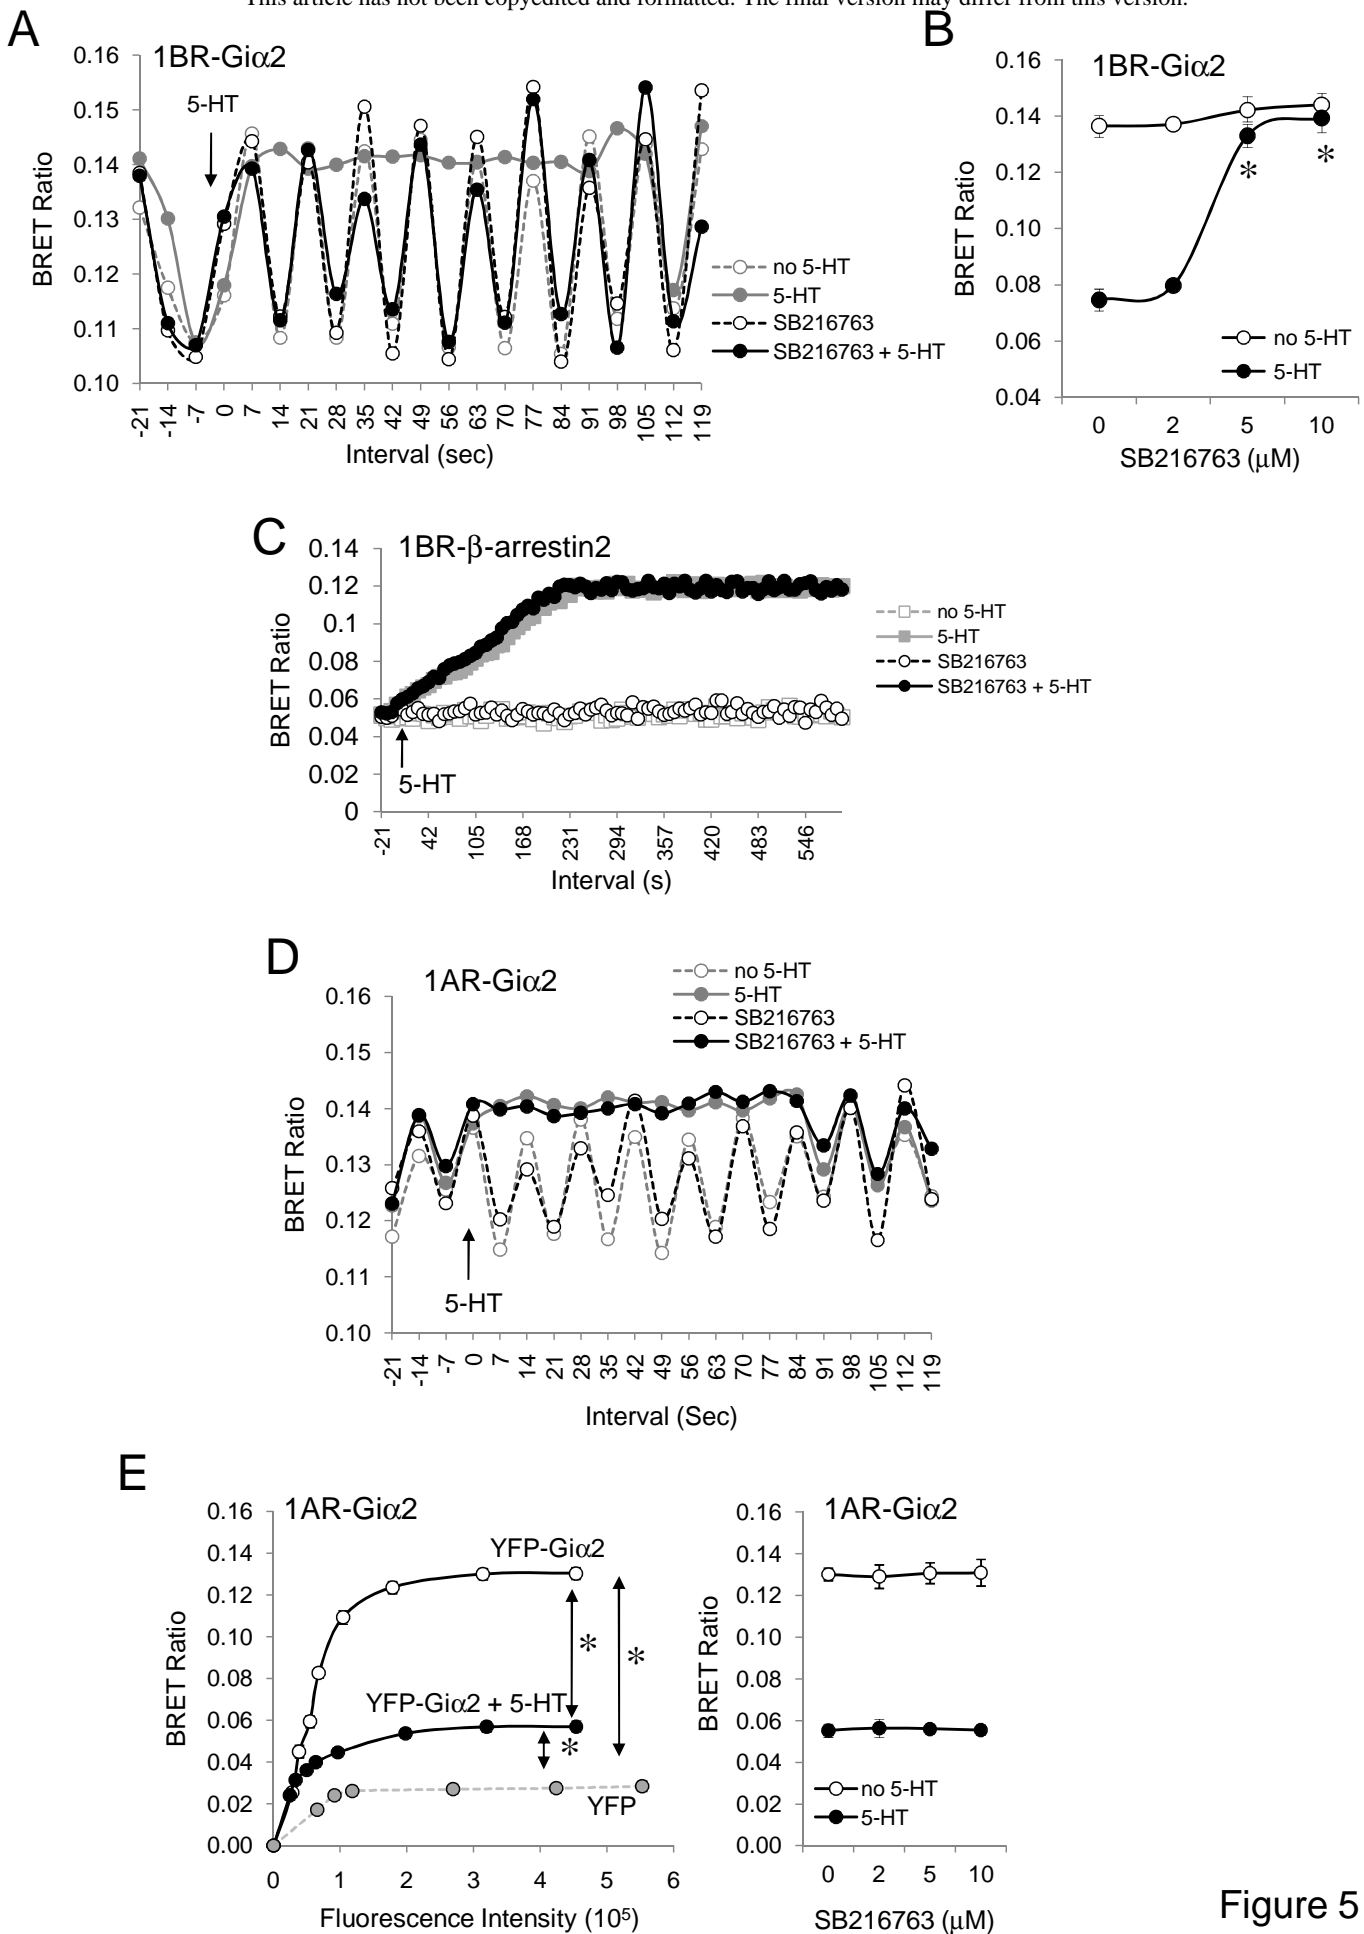 This article has not been copyedited and formatted. The final version may differ from this version.
A
1BR-Giα2
0.16
0.15
0.14
0.13
0.12
0.11
0.10
BRET Ratio
5-HT
-21 -14 -7 0 7 14 21 28 35 42 49 56 63 70 77 84 91 98 105 112 119
Interval (sec)
no 5-HT
5-HT
SB216763
SB216763 + 5-HT
B
1BR-Giα2
0.16
0.14
0.12
0.10
0.08
0.06
0.04
BRET Ratio
*
*
no 5-HT
5-HT
0 2 5 10
SB216763 (μM)
C
1BR-β-arrestin2
0.14
0.12
0.1
0.08
0.06
0.04
0.02
0
BRET Ratio
5-HT
-21 42 105 168 231 294 357 420 483 546
Interval (s)
no 5-HT
5-HT
SB216763
SB216763 + 5-HT
D
1AR-Giα2
no 5-HT
5-HT
SB216763
SB216763 + 5-HT
0.16
0.15
0.14
0.13
0.12
0.11
0.10
BRET Ratio
5-HT
-21 -14 -7 0 7 14 21 28 35 42 49 56 63 70 77 84 91 98 105 112 119
Interval (Sec)
E
1AR-Giα2
0.16
0.14
0.12
0.10
0.08
0.06
0.04
0.02
0.00
BRET Ratio
YFP-Giα2
*
*
YFP-Giα2 + 5-HT
*
YFP
0 1 2 3 4 5 6
Fluorescence Intensity (10⁵)
1AR-Giα2
0.16
0.14
0.12
0.10
0.08
0.06
0.04
0.02
0.00
BRET Ratio
no 5-HT
5-HT
0 2 5 10
SB216763 (μM)
Figure 5